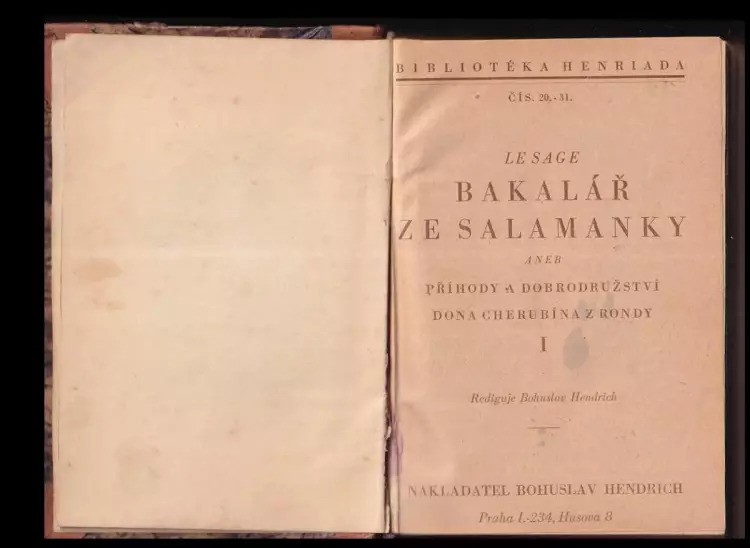 BIBLIOTÉKA HENRIADA
ČÍS. 20.-31.
LE SAGE
BAKALÁŘ
ZE SALAMANKY
ANEB
PŘÍHODY A DOBRODRUŽSTVÍ
DONA CHERUBÍNA Z RONDY
I
Rediguje Bohuslav Hendrich
NAKLADATEL BOHUSLAV HENDRICH
Praha I.-234, Husova 8